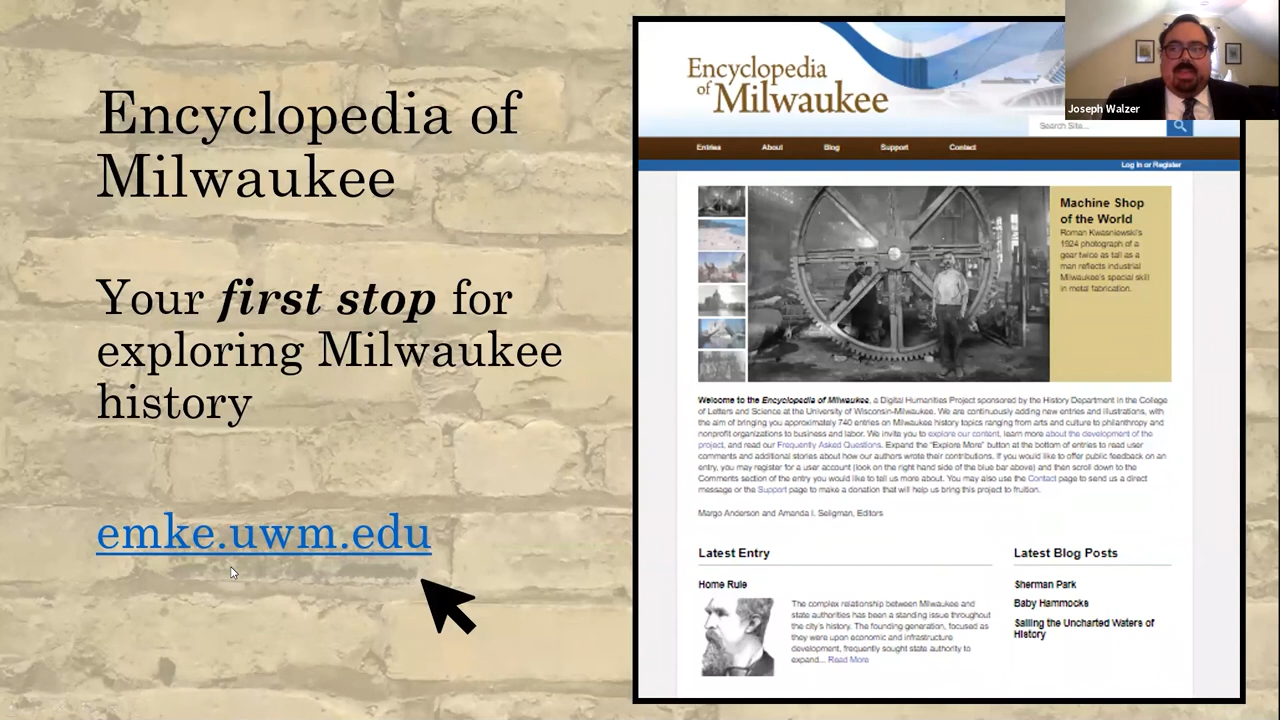 Encyclopedia of
Milwaukee
Your first stop for
exploring Milwaukee
history
emke.uwm.edu
Encyclopedia
of Milwaukee
Joseph Walzer
Search Site...
Entries About Blog Support Contact
Log In or Register
Machine Shop
of the World
Roman Kwasniewski's
1924 photograph of a
gear twice as tall as a
man reflects industrial
Milwaukee's special skill
in metal fabrication.
Welcome to the Encyclopedia of Milwaukee, a Digital Humanities Project sponsored by the History Department in the College
of Letters and Science at the University of Wisconsin-Milwaukee. We are continuously adding new entries and illustrations, with
the aim of bringing you approximately 740 entries on Milwaukee history topics ranging from arts and culture to philanthropy and
nonprofit organizations to business and labor. We invite you to explore our content, learn more about the development of the
project, and read our Frequently Asked Questions. Expand the "Explore More" button at the bottom of entries to read user
comments and additional stories about how our authors wrote their contributions. If you would like to offer public feedback on an
entry, you may register for a user account (look on the right hand side of the blue bar above) and then scroll down to the
Comments section of the entry you would like to tell us more about. You may also use the Contact page to send us a direct
message or the Support page to make a donation that will help us bring this project to fruition.
Margo Anderson and Amanda I. Seligman, Editors
Latest Entry
Home Rule
The complex relationship between Milwaukee and
state authorities has been a standing issue throughout
the city's history. The founding generation, focused as
they were upon economic and infrastructure
development, frequently sought state authority to
expand... Read More
Latest Blog Posts
Sherman Park
Baby Hammocks
Sailing the Uncharted Waters of
History